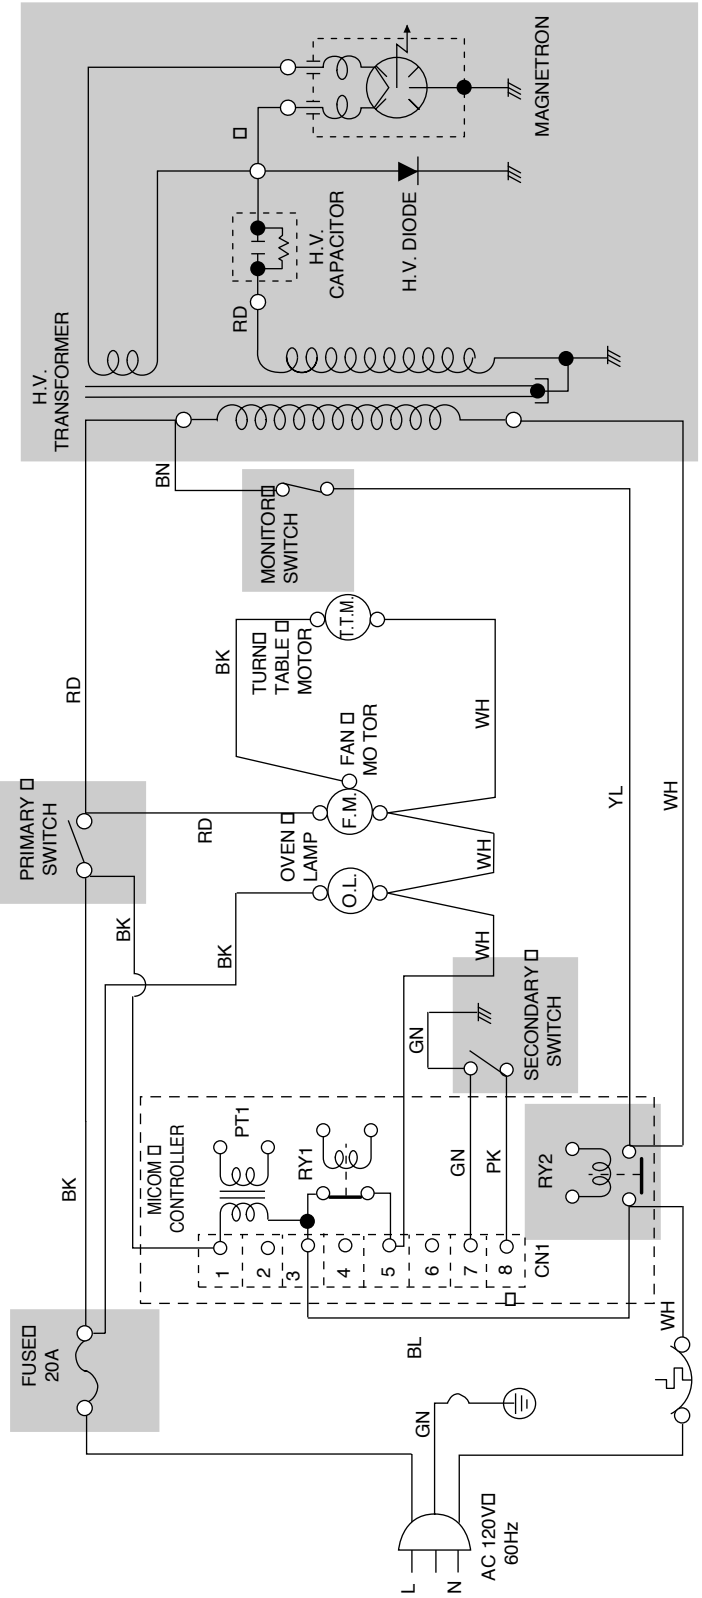 H.V.
TRANSFORMER
RD
H.V.
CAPACITOR
H.V. DIODE
MAGNETRON
BN
MONITOR
SWITCH
PRIMARY
SWITCH
RD
RD
BK
TURN
TABLE
MOTOR
T.T.M.
FAN
MO TOR
F.M.
OVEN
LAMP
O.L.
WH
WH
WH
YL
WH
BK
BK
BK
MICOM
CONTROLLER
PT1
RY1
GN
SECONDARY
SWITCH
GN
PK
RY2
1
2
3
4
5
6
7
8
CN1
FUSE
20A
BL
WH
GN
L
N
AC 120V
60Hz